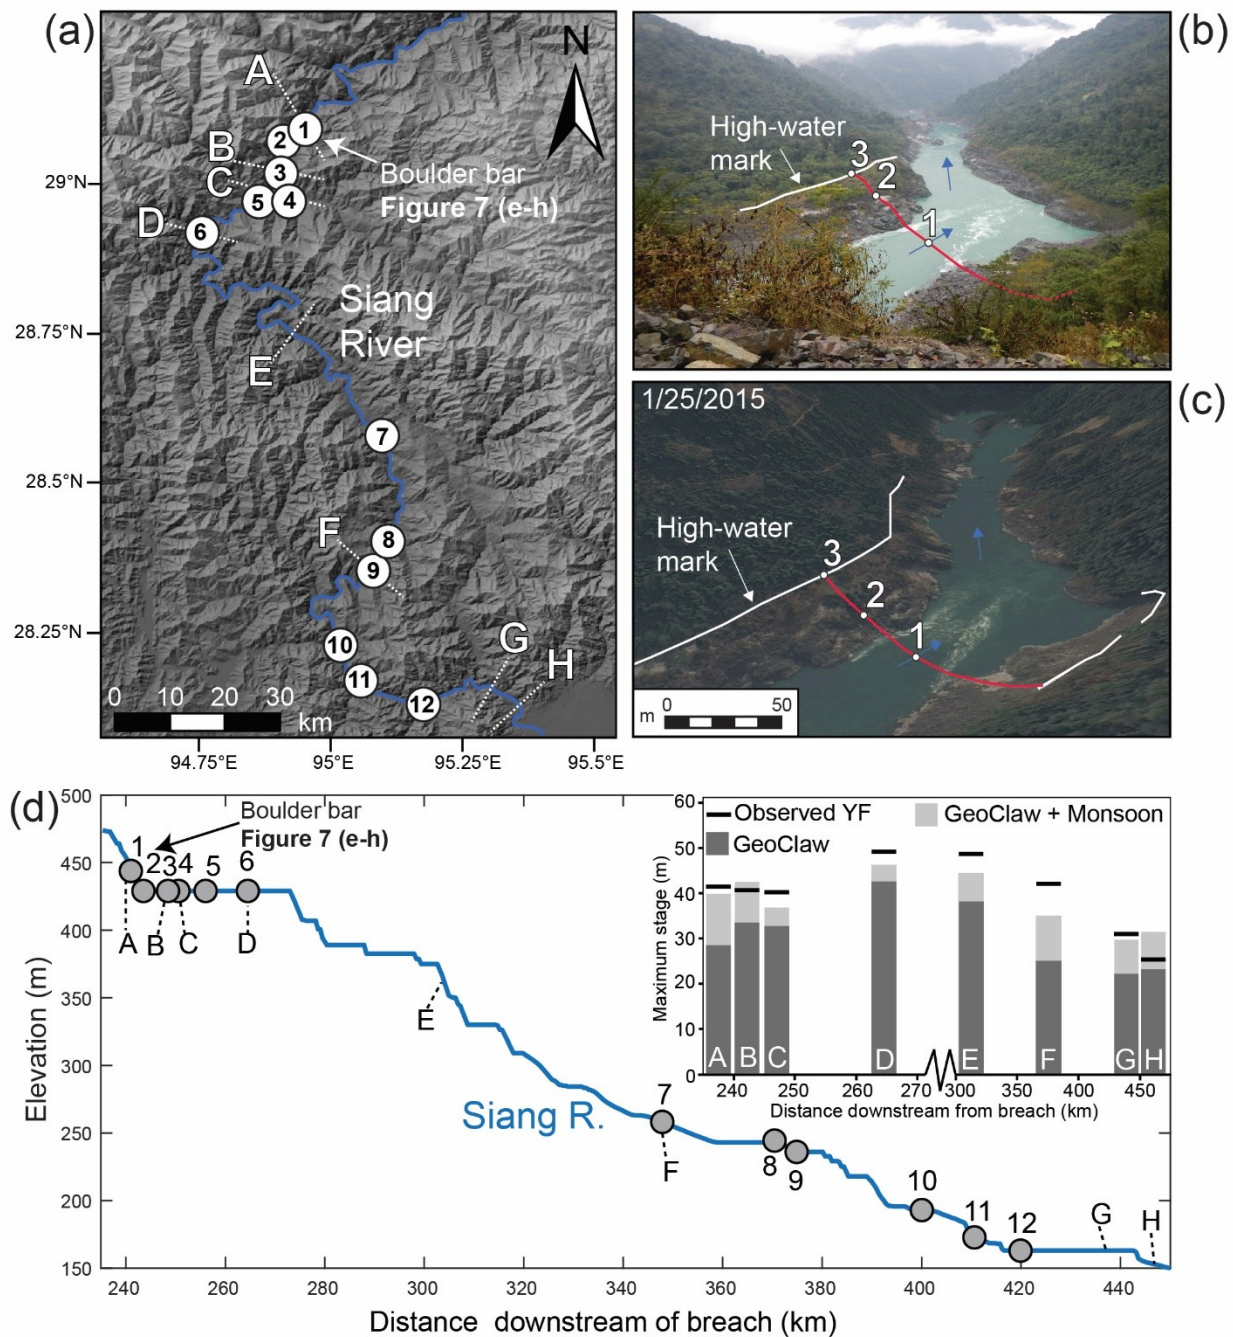 (a)
N
A
1
2
B
Boulder bar
Figure 7 (e-h)
3
C
5
4
D
6
29°N
Siang
River
28.75°N
E
7
28.5°N
F
8
9
28.25°N
10
G
H
11
12
0 10 20 30
km
94.75°E 95°E 95.25°E 95.5°E
(b)
High-water
mark
3
2
1
(c)
1/25/2015
High-water
mark
3
2
1
m
0 50
(d)
500
450
400
350
300
250
200
150
Elevation (m)
Boulder bar
Figure 7 (e-h)
1
2 3 4 5 6
A B C D
E
Siang R.
7
F
8
9
10
11
12
G
H
240 260 280 300 320 340 360 380 400 420 440
Distance downstream of breach (km)
Observed YF
GeoClaw
GeoClaw + Monsoon
60
50
40
30
20
10
0
Maximum stage (m)
A B C D E F G H
240 250 260 270 300 350 400 450
Distance downstream from breach (km)